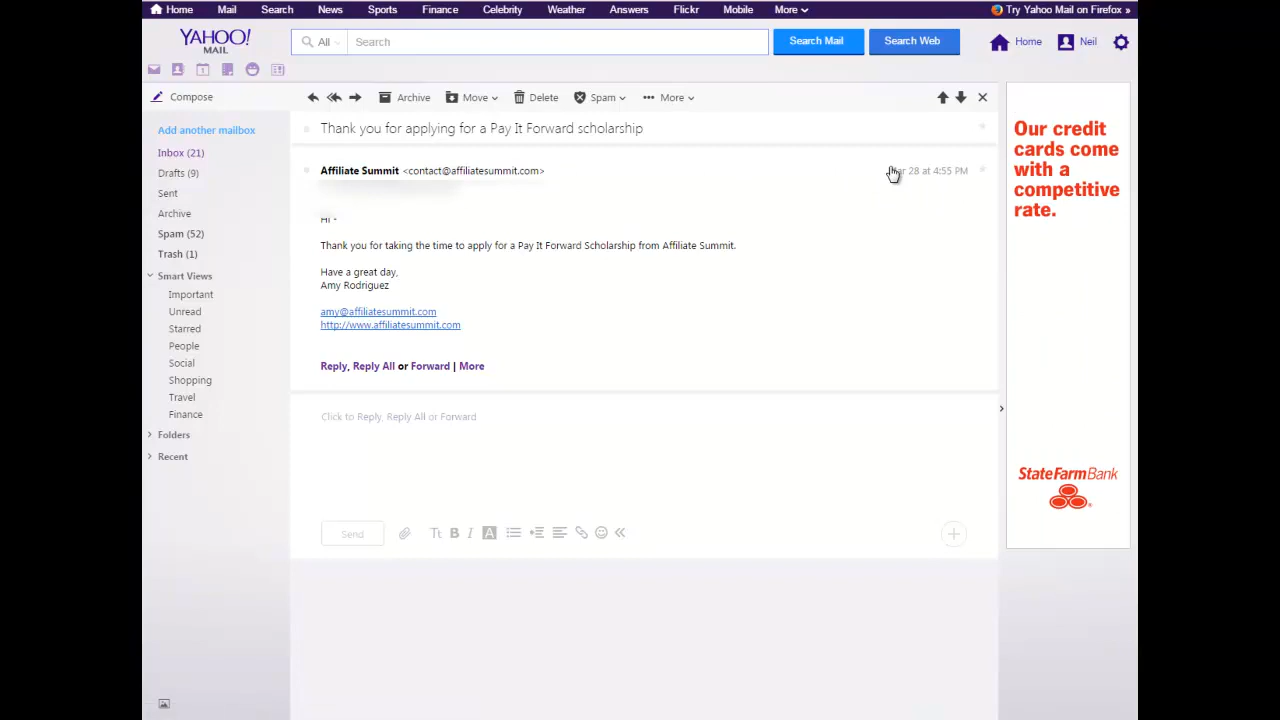 Home Mail Search News Sports Finance Celebrity Weather Answers Flickr Mobile More Try Yahoo Mail on Firefox »
YAHOO!
MAIL
All Search Search Mail Search Web Home Neil
1
Compose
Archive Move Delete Spam ••• More
Add another mailbox
Inbox (21)
Drafts (9)
Sent
Archive
Spam (52)
Trash (1)
Smart Views
Important
Unread
Starred
People
Social
Shopping
Travel
Finance
Folders
Recent
Thank you for applying for a Pay It Forward scholarship
Affiliate Summit <contact@affiliatesummit.com> 28 at 4:55 PM
Hi -
Thank you for taking the time to apply for a Pay It Forward Scholarship from Affiliate Summit.
Have a great day,
Amy Rodriguez
amy@affiliatesummit.com
http://www.affiliatesummit.com
Reply, Reply All or Forward | More
Click to Reply, Reply All or Forward
Send Tt B I A
Our credit
cards come
with a
competitive
rate.
StateFarmBank